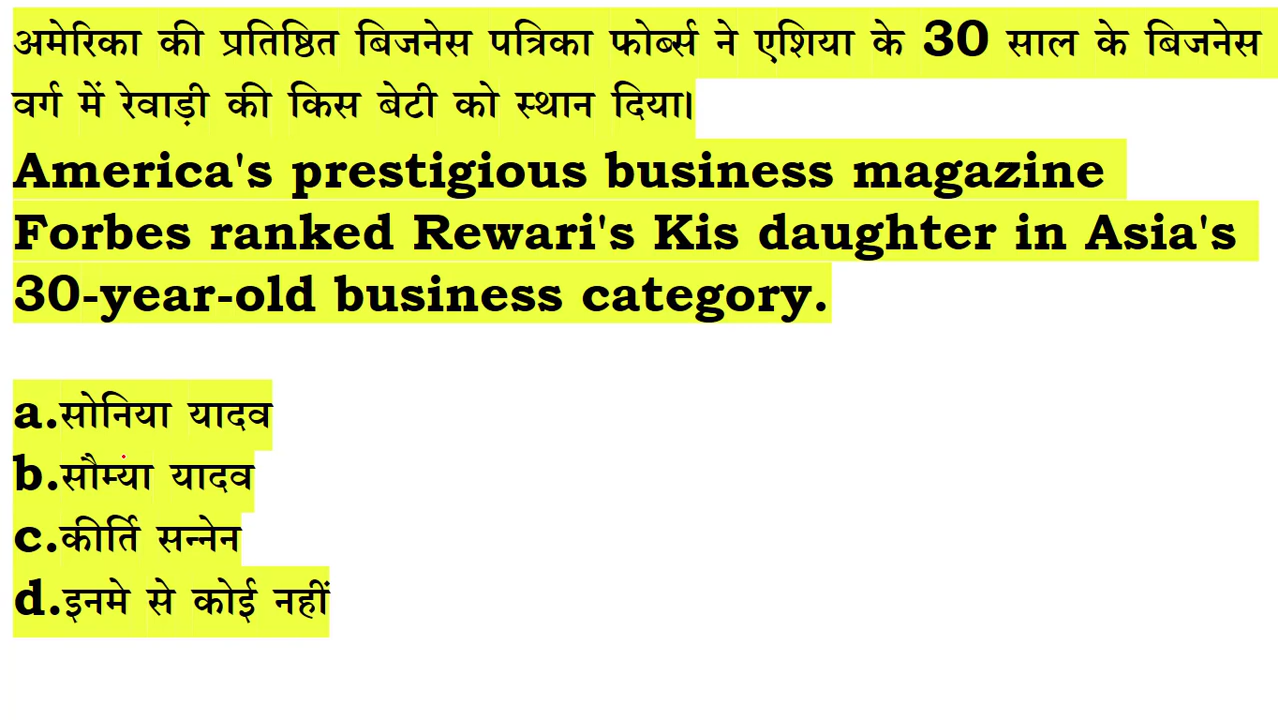 अमेरिका की प्रतिष्ठित बिजनेस पत्रिका फोर्ब्स ने एशिया के 30 साल के बिजनेस
वर्ग में रेवाड़ी की किस बेटी को स्थान दिया।
America's prestigious business magazine
Forbes ranked Rewari's Kis daughter in Asia's
30-year-old business category.
a.सोनिया यादव
b.सौम्या यादव
c.कीर्ति सन्नेन
d.इनमे से कोई नहीं